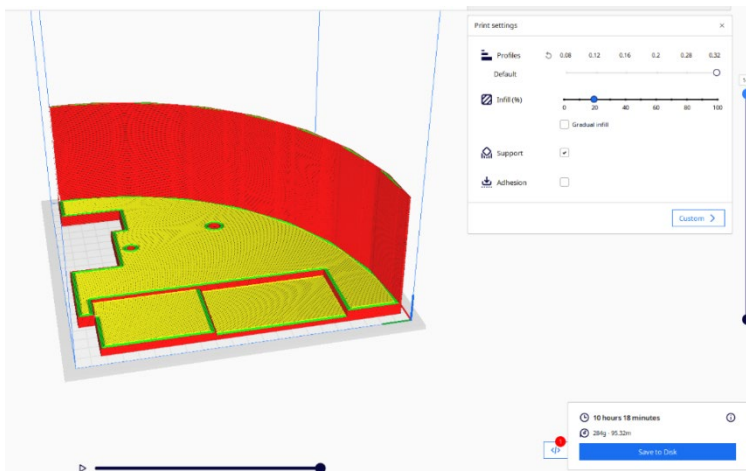 Print settings
Profiles 0.08 0.12 0.16 0.2 0.28 0.32
Default
Infill (%)
0 20 40 60 80 100
Gradual infill
Support
Adhesion
Custom
10 hours 18 minutes
284g · 95.32m
Save to Disk